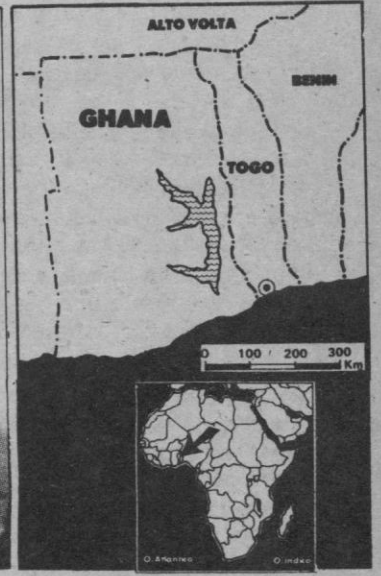 ALTO VOLTA
BENIN
GHANA
TOGO
0 100 200 300
Km
O. Atlantico
O. Indico